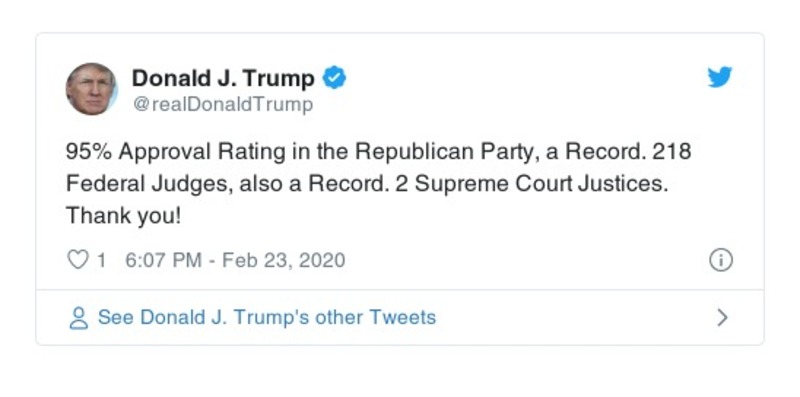 Donald J. Trump
@realDonaldTrump
95% Approval Rating in the Republican Party, a Record. 218
Federal Judges, also a Record. 2 Supreme Court Justices.
Thank you!
1 6:07 PM - Feb 23, 2020
See Donald J. Trump's other Tweets